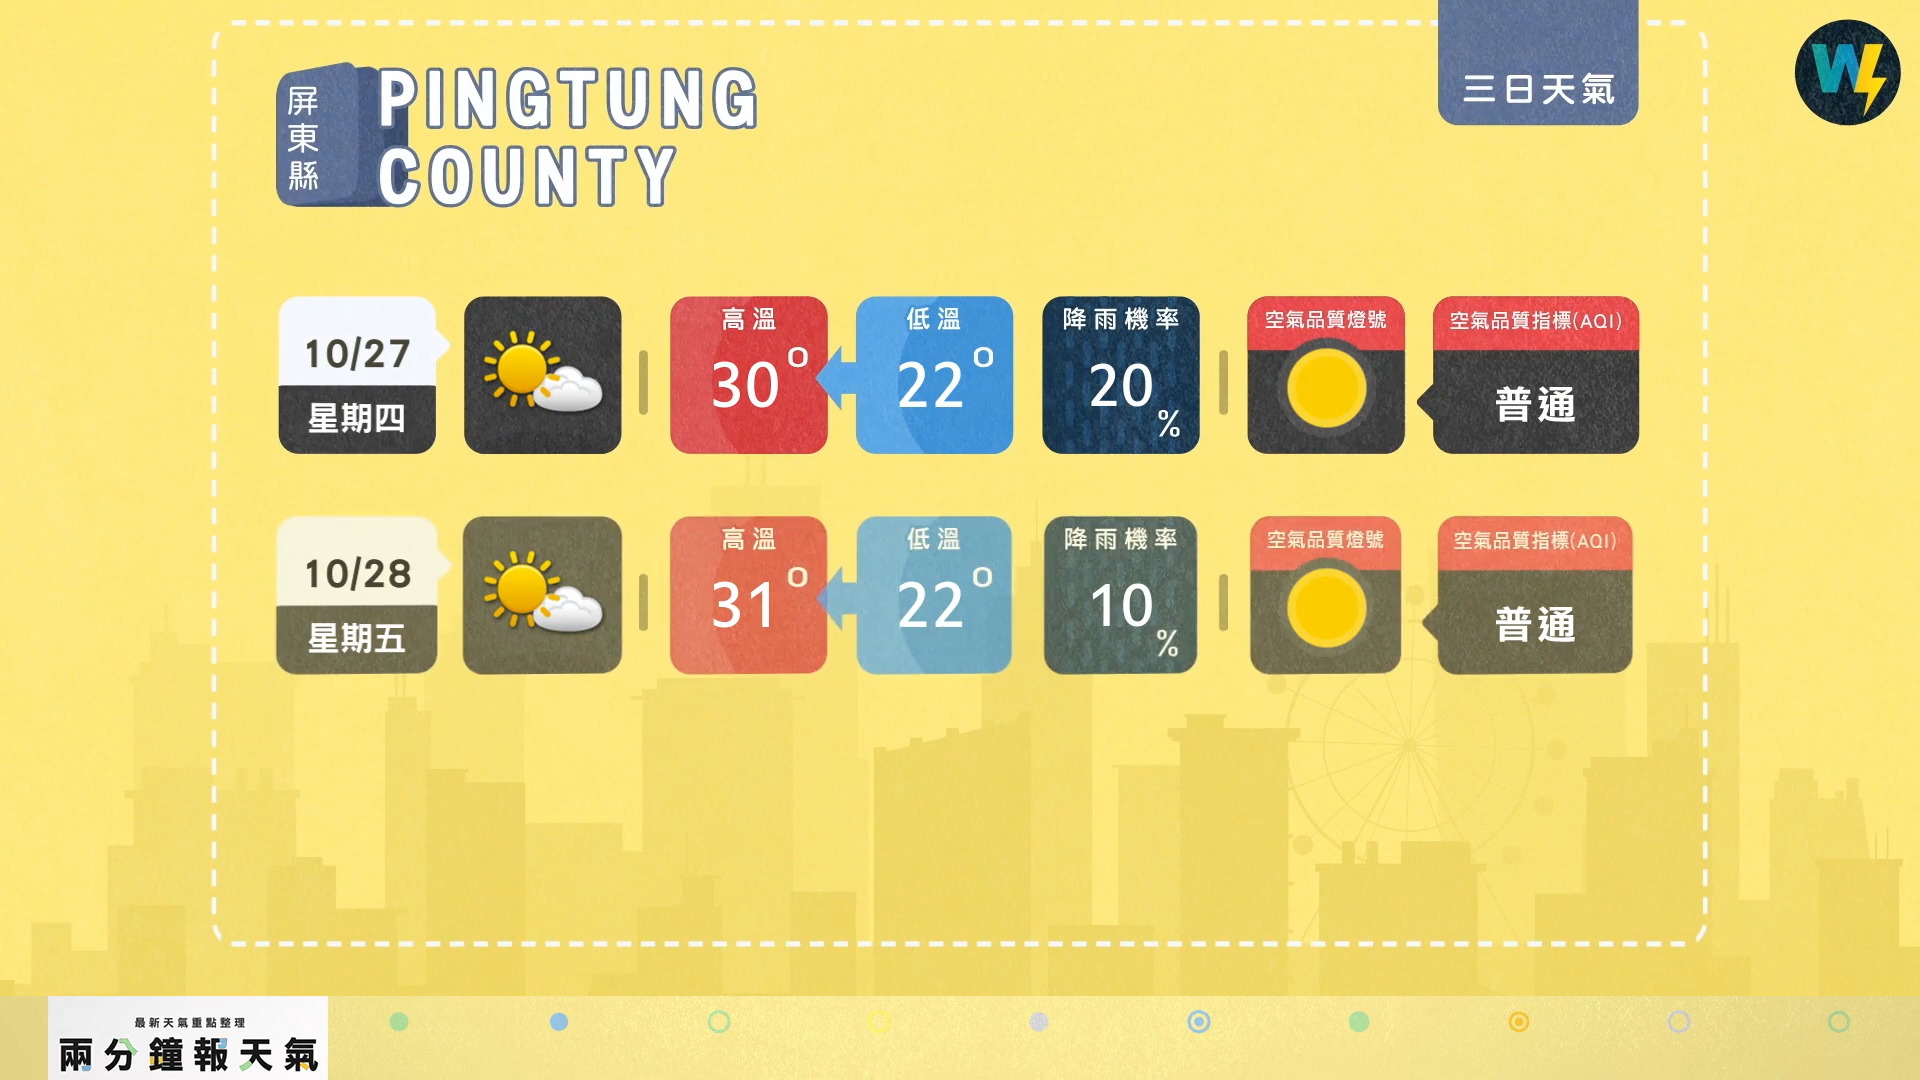 屏東縣
PINGTUNG
COUNTY
三日天氣
W
10/27
星期四
高溫
30°
低溫
22°
降雨機率
20%
空氣品質燈號
空氣品質指標(AQI)
普通
10/28
星期五
高溫
31°
低溫
22°
降雨機率
10%
空氣品質燈號
空氣品質指標(AQI)
普通
最新天氣重點整理
兩分鐘報天氣